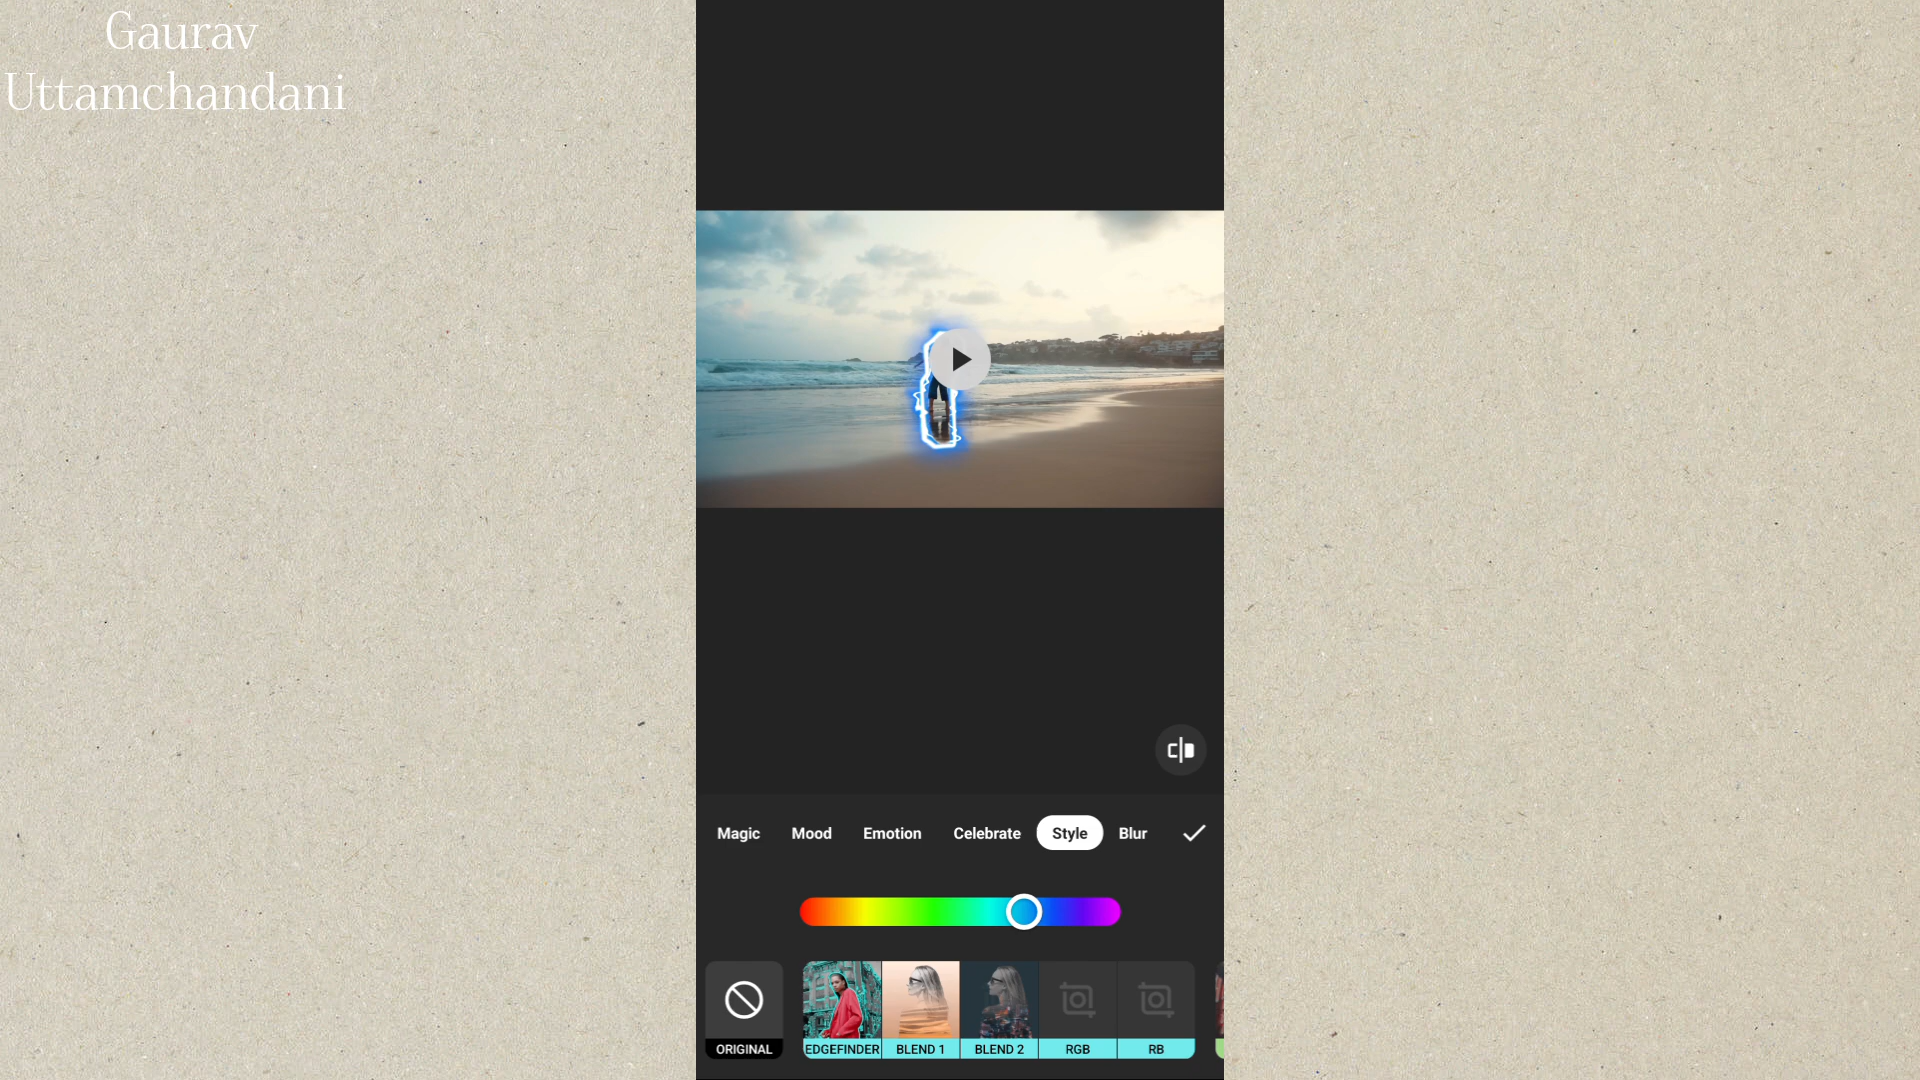 Gaurav
Uttamchandani
Magic Mood Emotion Celebrate Style Blur
ORIGINAL EDGEFINDER BLEND 1 BLEND 2 RGB RB